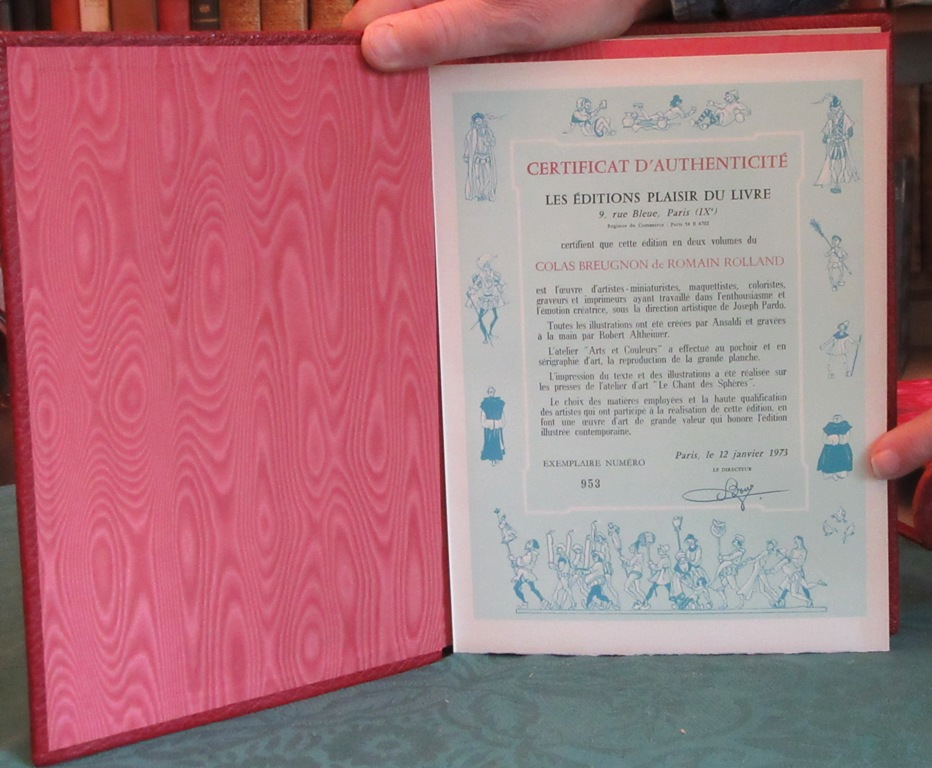 CERTIFICAT D'AUTHENTICITÉ
LES ÉDITIONS PLAISIR DU LIVRE
9, rue Bleue, Paris (IXe)
Registre du Commerce : Paris 54 B 6702
certifient que cette édition en deux volumes du
COLAS BREUGNON de ROMAIN ROLLAND
est l'œuvre d'artistes-miniaturistes, maquettistes, coloristes,
graveurs et imprimeurs ayant travaillé dans l'enthousiasme et
l'émotion créatrice, sous la direction artistique de Joseph Pardo.
Toutes les illustrations ont été créées par Ansaldi et gravées
à la main par Robert Altheimer.
L'atelier "Arts et Couleurs" a effectué au pochoir et en
sérigraphie d'art, la reproduction de la grande planche.
L'impression du texte et des illustrations a été réalisée sur
les presses de l'atelier d'art "Le Chant des Sphères".
Le choix des matières employées et la haute qualification
des artistes qui ont participé à la réalisation de cette édition, en
font une œuvre d'art de grande valeur qui honore l'édition
illustrée contemporaine.
Paris, le 12 janvier 1973
EXEMPLAIRE NUMÉRO
LE DIRECTEUR
953